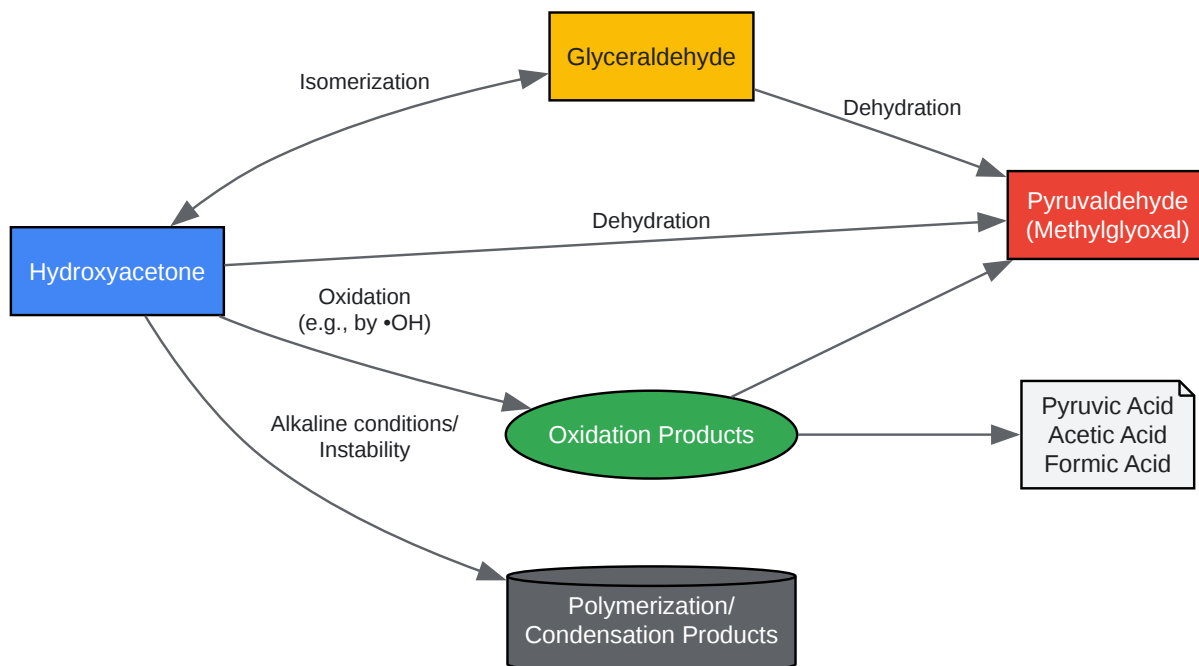 Glyceraldehyde
Isomerization
Dehydration
Pyruvaldehyde
(Methylglyoxal)
Dehydration
Hydroxyacetone
Oxidation
(e.g., by •OH)
Alkaline conditions/
Instability
Oxidation Products
Pyruvic Acid
Acetic Acid
Formic Acid
Polymerization/
Condensation Products